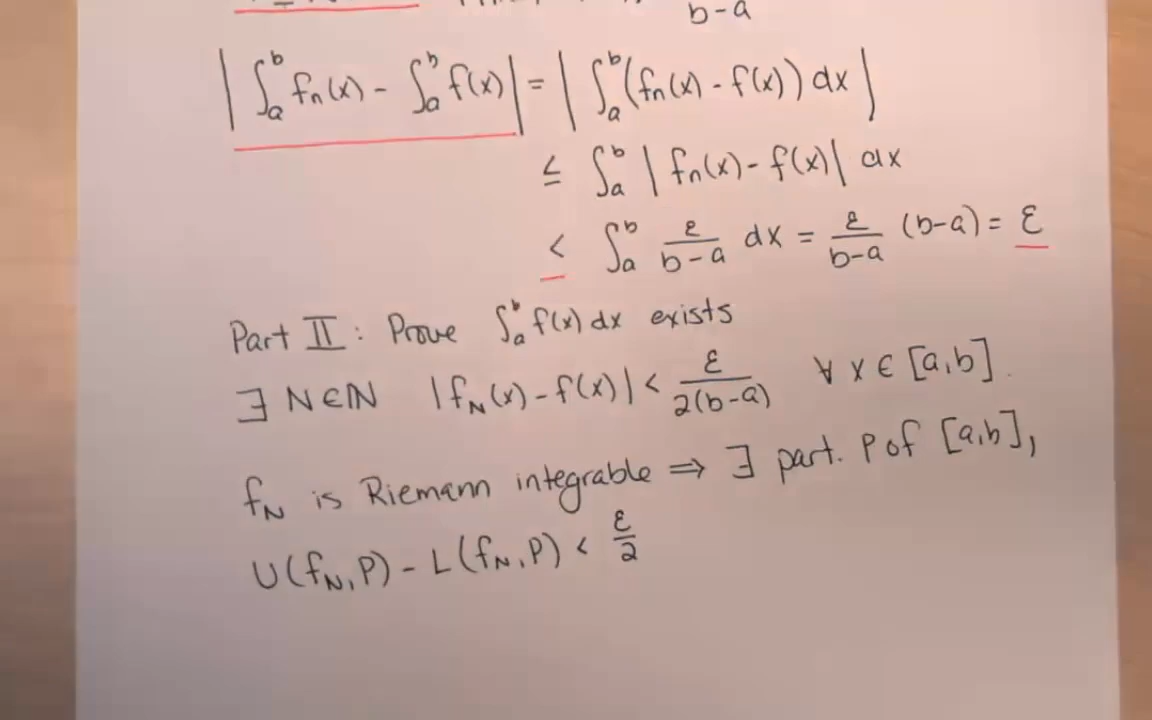 b-a
|∫_a^b f_n(x) - ∫_a^b f(x)| = |∫_a^b (f_n(x) - f(x)) dx|
≤ ∫_a^b |f_n(x) - f(x)| dx
< ∫_a^b ε/(b-a) dx = ε/(b-a) (b-a) = ε
Part II: Prove ∫_a^b f(x) dx exists
∃ N∈ℕ |f_N(x) - f(x)| < ε/(2(b-a)) ∀ x ∈ [a,b].
f_N is Riemann integrable ⇒ ∃ part. P of [a,b],
U(f_N, P) - L(f_N, P) < ε/2